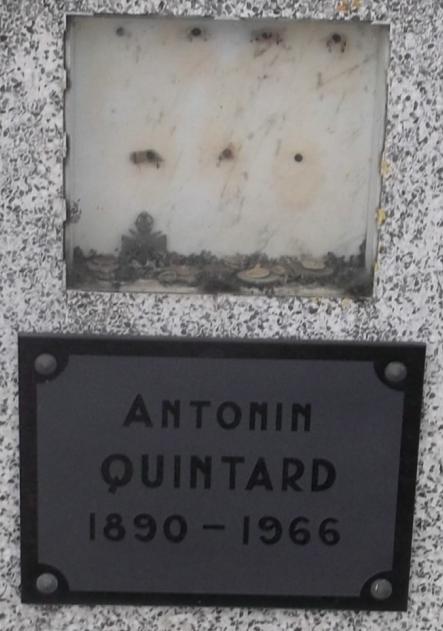 ANTONIN
QUINTARD
1890 - 1966